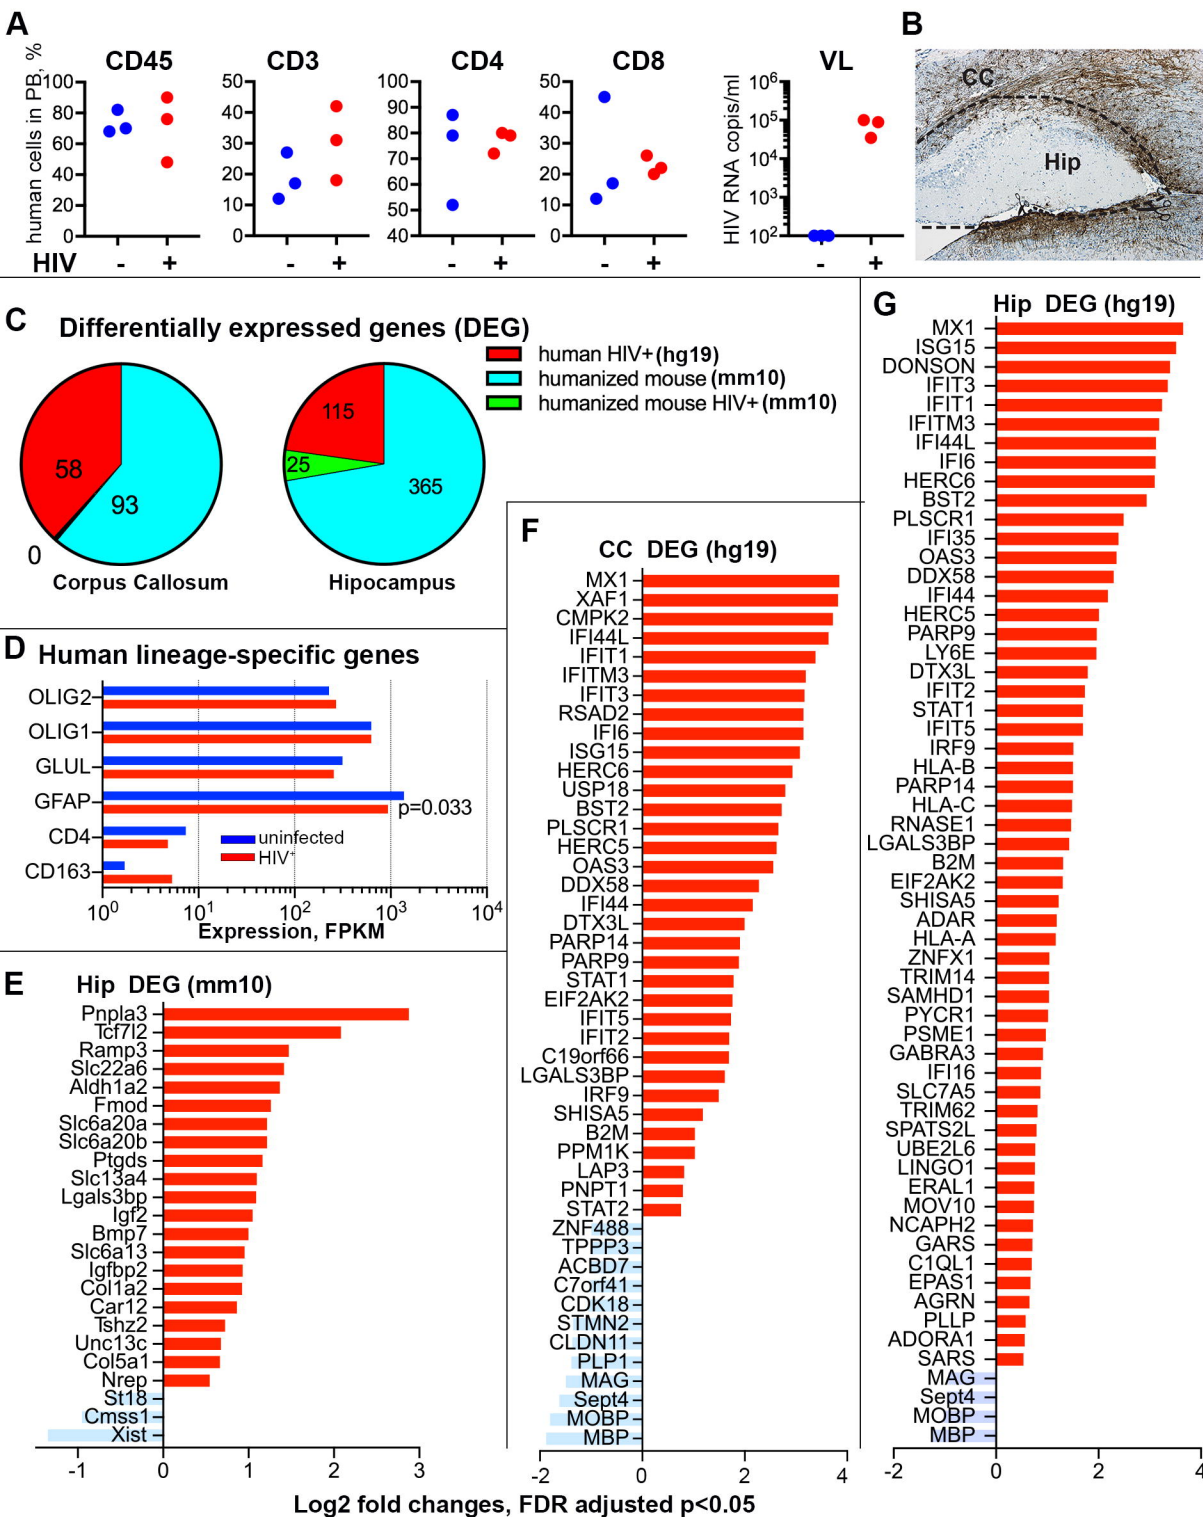 A
human cells in PB, %
CD45
100
80
60
40
20
0
CD3
50
40
30
20
10
0
CD4
100
90
80
70
60
50
40
CD8
50
40
30
20
10
0
VL
HIV RNA copis/ml
10⁶
10⁵
10⁴
10³
10²
HIV
- +
- +
- +
- +
- +
B
CC
Hip
C
Differentially expressed genes (DEG)
58
93
0
Corpus Callosum
115
25
365
Hipocampus
human HIV+ (hg19)
humanized mouse (mm10)
humanized mouse HIV+ (mm10)
D
Human lineage-specific genes
OLIG2
OLIG1
GLUL
GFAP
CD4
CD163
p=0.033
uninfected
HIV⁺
10⁰ 10¹ 10² 10³ 10⁴
Expression, FPKM
E
Hip DEG (mm10)
Pnpla3
Tcf7l2
Ramp3
Slc22a6
Aldh1a2
Fmod
Slc6a20a
Slc6a20b
Ptgds
Slc13a4
Lgals3bp
Igf2
Bmp7
Slc6a13
Igfbp2
Col1a2
Car12
Tshz2
Unc13c
Col5a1
Nrep
St18
Cmss1
Xist
-1 0 1 2 3
F
CC DEG (hg19)
MX1
XAF1
CMPK2
IFI44L
IFIT1
IFITM3
IFIT3
RSAD2
IFI6
ISG15
HERC6
USP18
BST2
PLSCR1
HERC5
OAS3
DDX58
IFI44
DTX3L
PARP14
PARP9
STAT1
EIF2AK2
IFIT5
IFIT2
C19orf66
LGALS3BP
IRF9
SHISA5
B2M
PPM1K
LAP3
PNPT1
STAT2
ZNF488
TPPP3
ACBD7
C7orf41
CDK18
STMN2
CLDN11
PLP1
MAG
Sept4
MOBP
MBP
-2 0 2 4
G
Hip DEG (hg19)
MX1
ISG15
DONSON
IFIT3
IFIT1
IFITM3
IFI44L
IFI6
HERC6
BST2
PLSCR1
IFI35
OAS3
DDX58
IFI44
HERC5
PARP9
LY6E
DTX3L
IFIT2
STAT1
IFIT5
IRF9
HLA-B
PARP14
HLA-C
RNASE1
LGALS3BP
B2M
EIF2AK2
SHISA5
ADAR
HLA-A
ZNFX1
TRIM14
SAMHD1
PYCR1
PSME1
GABRA3
IFI16
SLC7A5
TRIM62
SPATS2L
UBE2L6
LINGO1
ERAL1
MOV10
NCAPH2
GARS
C1QL1
EPAS1
AGRN
PLLP
ADORA1
SARS
MAG
Sept4
MOBP
MBP
-2 0 2 4
Log2 fold changes, FDR adjusted p<0.05